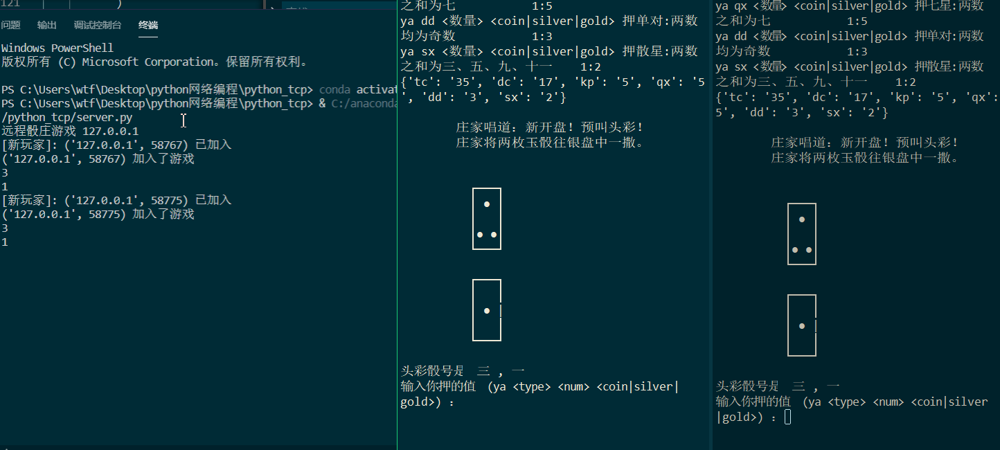 121
)
问题 输出 调试控制台 终端
Windows PowerShell
版权所有 (C) Microsoft Corporation。保留所有权利。
PS C:\Users\wtf\Desktop\python网络编程\python_tcp> conda activat
PS C:\Users\wtf\Desktop\python网络编程\python_tcp> & C:/anaconda
/python_tcp/server.py
远程骰庄游戏 127.0.0.1
[新玩家]: ('127.0.0.1', 58767) 已加入
('127.0.0.1', 58767) 加入了游戏
3
1
[新玩家]: ('127.0.0.1', 58775) 已加入
('127.0.0.1', 58775) 加入了游戏
3
1
之和为七 1:5
ya dd <数量> <coin|silver|gold> 押单对:两数
均为奇数 1:3
ya sx <数量> <coin|silver|gold> 押散星:两数
之和为三、五、九、十一 1:2
{'tc': '35', 'dc': '17', 'kp': '5', 'qx': '5
', 'dd': '3', 'sx': '2'}
庄家唱道：新开盘！预叫头彩！
庄家将两枚玉骰往银盘中一撒。
头彩骰号是 三 , 一
输入你押的值 (ya <type> <num> <coin|silver|
gold>) :
ya qx <数量> <coin|silver|gold> 押七星:两数
之和为七 1:5
ya dd <数量> <coin|silver|gold> 押单对:两数
均为奇数 1:3
ya sx <数量> <coin|silver|gold> 押散星:两数
之和为三、五、九、十一 1:2
{'tc': '35', 'dc': '17', 'kp': '5', 'qx': '
5', 'dd': '3', 'sx': '2'}
庄家唱道：新开盘！预叫头彩！
庄家将两枚玉骰往银盘中一撒。
头彩骰号是 三 , 一
输入你押的值 (ya <type> <num> <coin|silver
|gold>) :